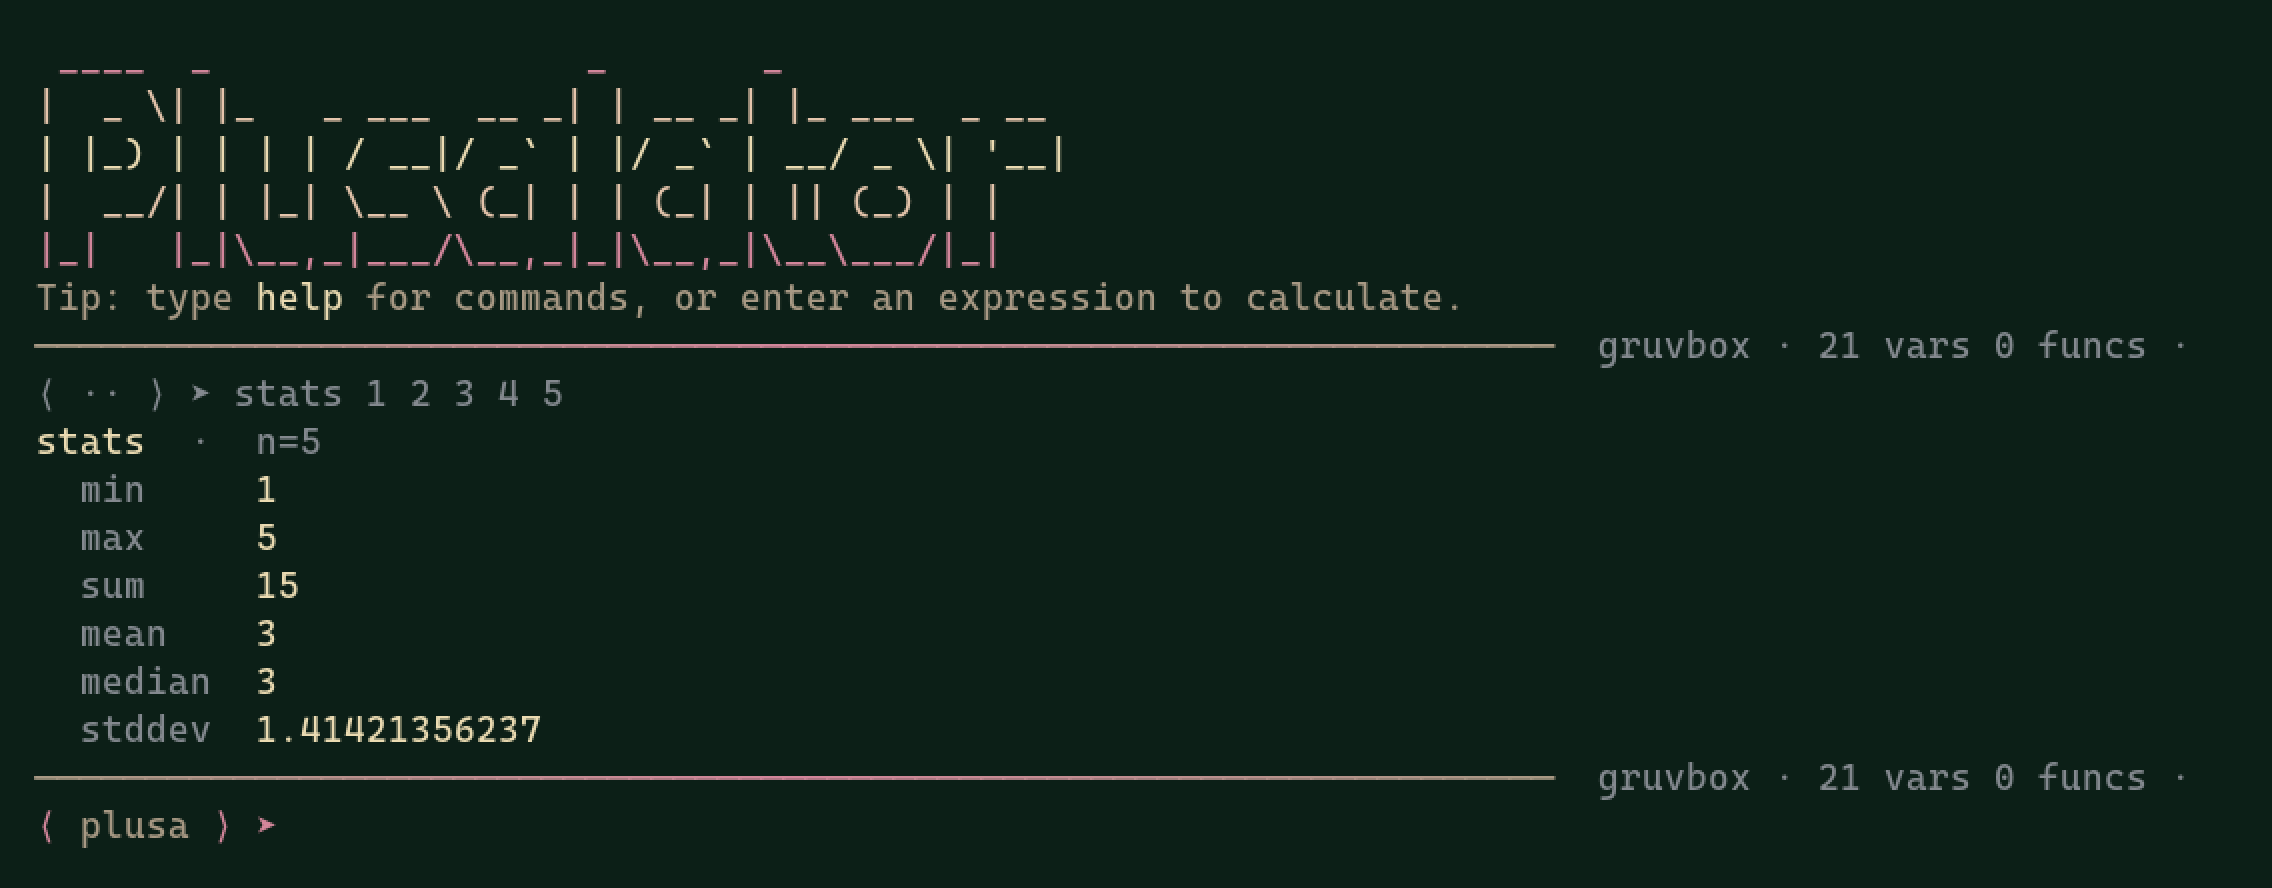 Plusalator
Tip: type help for commands, or enter an expression to calculate.
gruvbox · 21 vars 0 funcs ·
⟨ ·· ⟩ ➤ stats 1 2 3 4 5
stats · n=5
min 1
max 5
sum 15
mean 3
median 3
stddev 1.41421356237
gruvbox · 21 vars 0 funcs ·
⟨ plusa ⟩ ➤